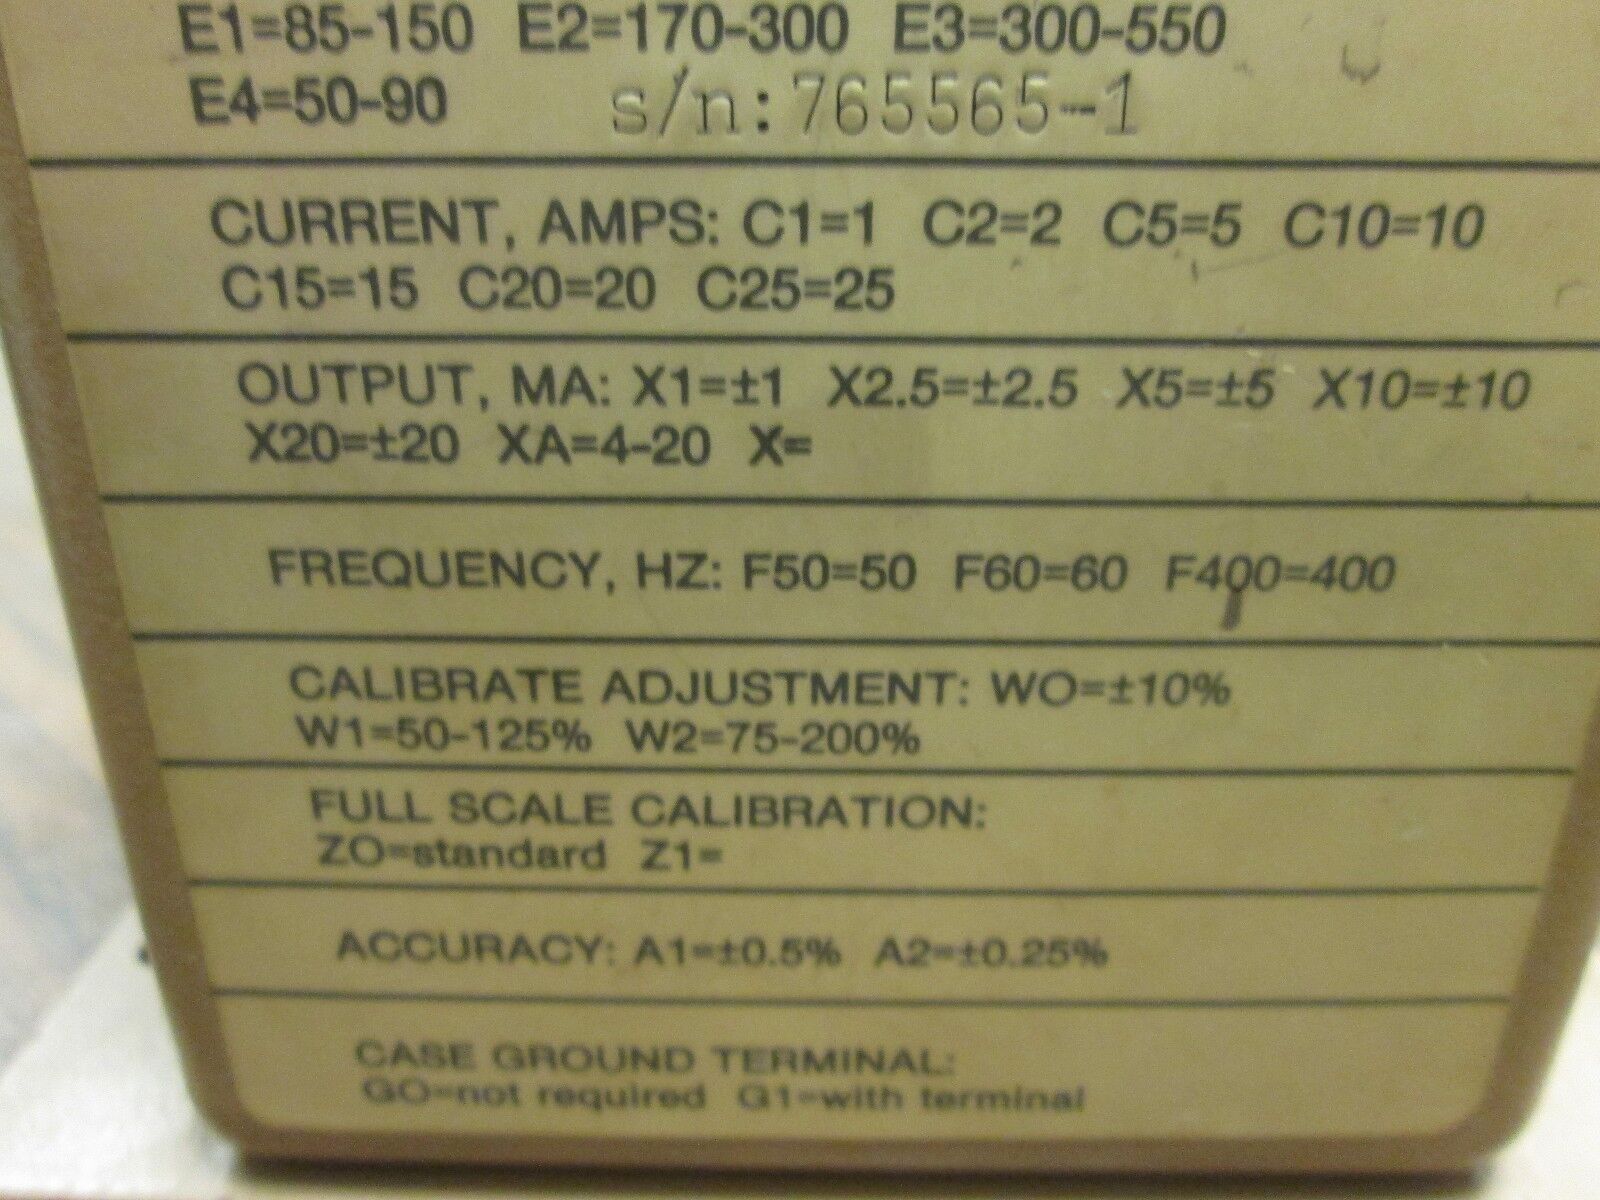 E1=85-150 E2=170-300 E3=300-550
E4=50-90 s/n:765565-1
CURRENT, AMPS: C1=1 C2=2 C5=5 C10=10
C15=15 C20=20 C25=25
OUTPUT, MA: X1=±1 X2.5=±2.5 X5=±5 X10=±10
X20=±20 XA=4-20 X=
FREQUENCY, HZ: F50=50 F60=60 F400=400
CALIBRATE ADJUSTMENT: WO=±10%
W1=50-125% W2=75-200%
FULL SCALE CALIBRATION:
ZO=standard Z1=
ACCURACY: A1=±0.5% A2=±0.25%
CASE GROUND TERMINAL:
GO=not required G1=with terminal